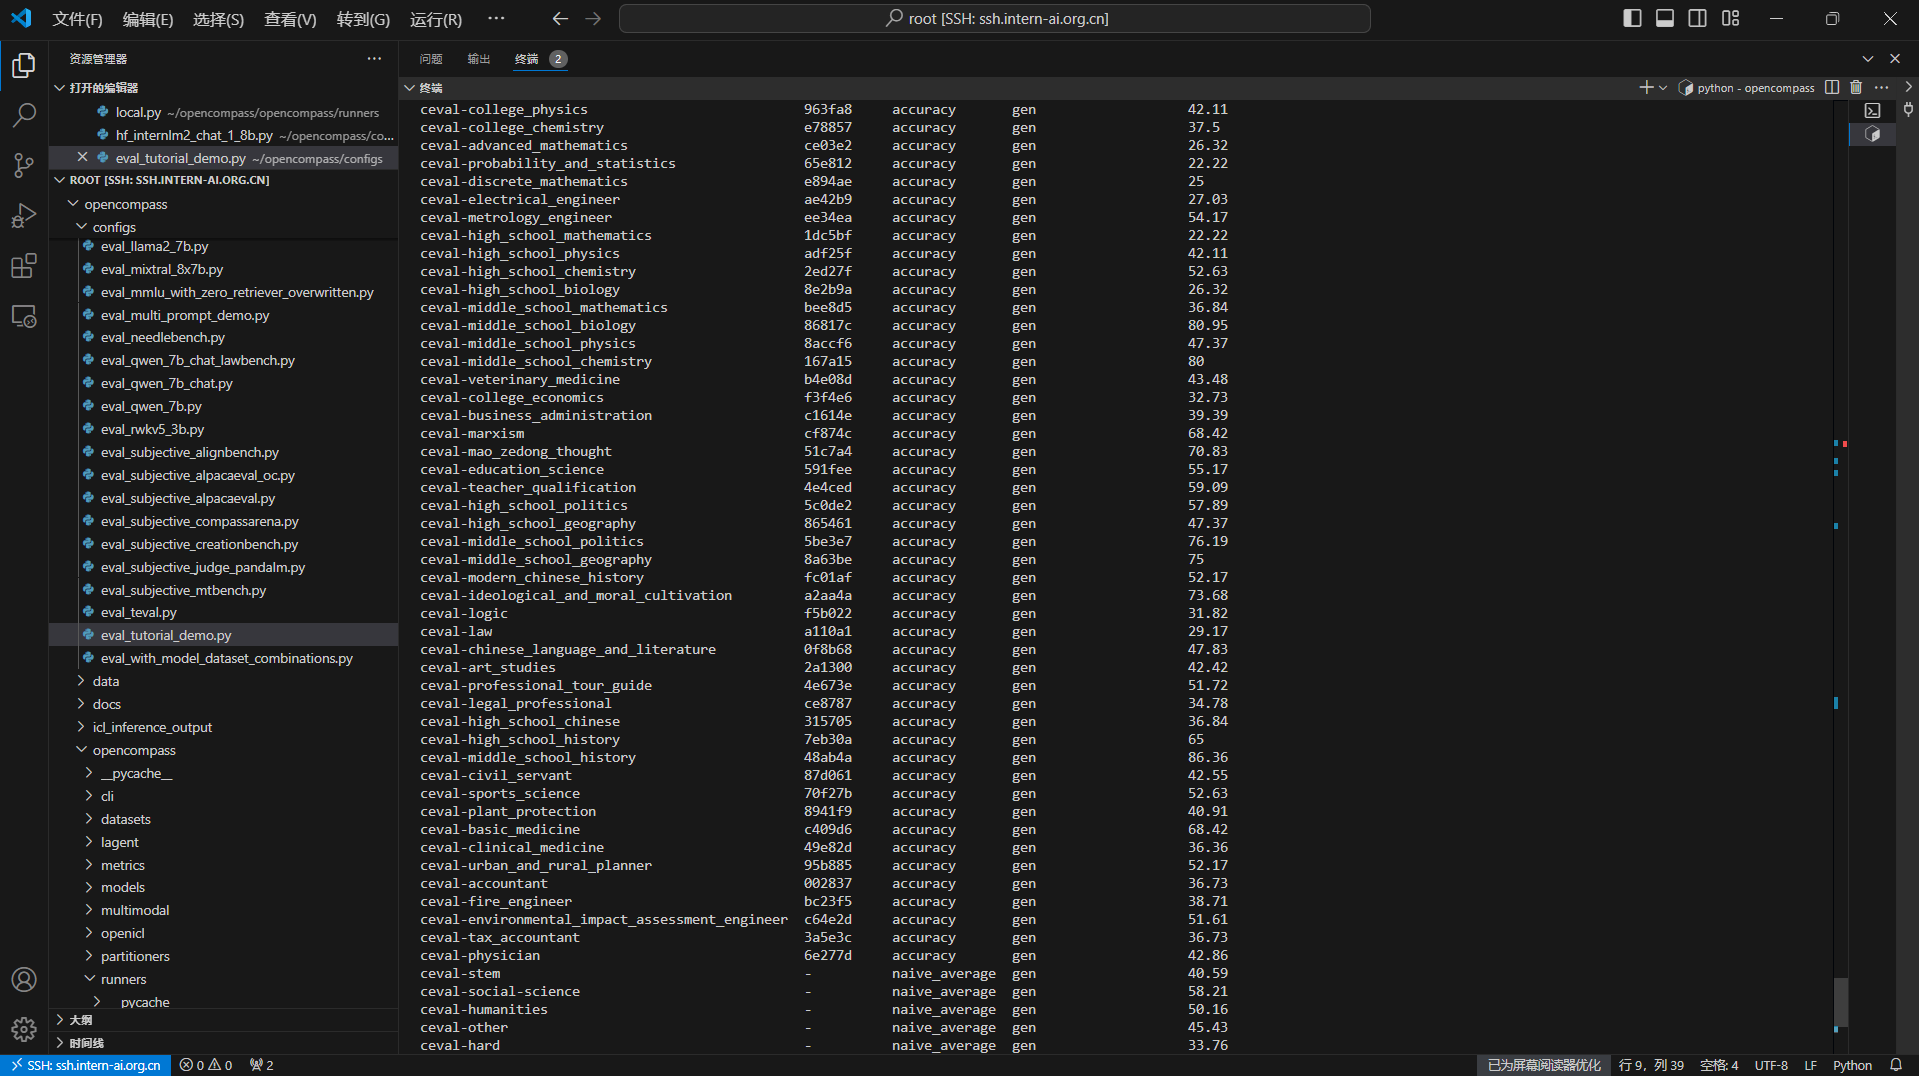 文件(F) 编辑(E) 选择(S) 查看(V) 转到(G) 运行(R) ··· root [SSH: ssh.intern-ai.org.cn]
资源管理器 ···
打开的编辑器
local.py ~/opencompass/opencompass/runners
hf_internlm2_chat_1_8b.py ~/opencompass/co...
eval_tutorial_demo.py ~/opencompass/configs
ROOT [SSH: SSH.INTERN-AI.ORG.CN]
opencompass
configs
eval_llama2_7b.py
eval_mixtral_8x7b.py
eval_mmlu_with_zero_retriever_overwritten.py
eval_multi_prompt_demo.py
eval_needlebench.py
eval_qwen_7b_chat_lawbench.py
eval_qwen_7b_chat.py
eval_qwen_7b.py
eval_rwkv5_3b.py
eval_subjective_alignbench.py
eval_subjective_alpacaeval_oc.py
eval_subjective_alpacaeval.py
eval_subjective_compassarena.py
eval_subjective_creationbench.py
eval_subjective_judge_pandalm.py
eval_subjective_mtbench.py
eval_teval.py
eval_tutorial_demo.py
eval_with_model_dataset_combinations.py
data
docs
icl_inference_output
opencompass
__pycache__
cli
datasets
lagent
metrics
models
multimodal
openicl
partitioners
runners
pycache
大纲
时间线
问题 输出 终端 2
终端 python - opencompass ···
ceval-college_physics 963fa8 accuracy gen 42.11
ceval-college_chemistry e78857 accuracy gen 37.5
ceval-advanced_mathematics ce03e2 accuracy gen 26.32
ceval-probability_and_statistics 65e812 accuracy gen 22.22
ceval-discrete_mathematics e894ae accuracy gen 25
ceval-electrical_engineer ae42b9 accuracy gen 27.03
ceval-metrology_engineer ee34ea accuracy gen 54.17
ceval-high_school_mathematics 1dc5bf accuracy gen 22.22
ceval-high_school_physics adf25f accuracy gen 42.11
ceval-high_school_chemistry 2ed27f accuracy gen 52.63
ceval-high_school_biology 8e2b9a accuracy gen 26.32
ceval-middle_school_mathematics bee8d5 accuracy gen 36.84
ceval-middle_school_biology 86817c accuracy gen 80.95
ceval-middle_school_physics 8accf6 accuracy gen 47.37
ceval-middle_school_chemistry 167a15 accuracy gen 80
ceval-veterinary_medicine b4e08d accuracy gen 43.48
ceval-college_economics f3f4e6 accuracy gen 32.73
ceval-business_administration c1614e accuracy gen 39.39
ceval-marxism cf874c accuracy gen 68.42
ceval-mao_zedong_thought 51c7a4 accuracy gen 70.83
ceval-education_science 591fee accuracy gen 55.17
ceval-teacher_qualification 4e4ced accuracy gen 59.09
ceval-high_school_politics 5c0de2 accuracy gen 57.89
ceval-high_school_geography 865461 accuracy gen 47.37
ceval-middle_school_politics 5be3e7 accuracy gen 76.19
ceval-middle_school_geography 8a63be accuracy gen 75
ceval-modern_chinese_history fc01af accuracy gen 52.17
ceval-ideological_and_moral_cultivation a2aa4a accuracy gen 73.68
ceval-logic f5b022 accuracy gen 31.82
ceval-law a110a1 accuracy gen 29.17
ceval-chinese_language_and_literature 0f8b68 accuracy gen 47.83
ceval-art_studies 2a1300 accuracy gen 42.42
ceval-professional_tour_guide 4e673e accuracy gen 51.72
ceval-legal_professional ce8787 accuracy gen 34.78
ceval-high_school_chinese 315705 accuracy gen 36.84
ceval-high_school_history 7eb30a accuracy gen 65
ceval-middle_school_history 48ab4a accuracy gen 86.36
ceval-civil_servant 87d061 accuracy gen 42.55
ceval-sports_science 70f27b accuracy gen 52.63
ceval-plant_protection 8941f9 accuracy gen 40.91
ceval-basic_medicine c409d6 accuracy gen 68.42
ceval-clinical_medicine 49e82d accuracy gen 36.36
ceval-urban_and_rural_planner 95b885 accuracy gen 52.17
ceval-accountant 002837 accuracy gen 36.73
ceval-fire_engineer bc23f5 accuracy gen 38.71
ceval-environmental_impact_assessment_engineer c64e2d accuracy gen 51.61
ceval-tax_accountant 3a5e3c accuracy gen 36.73
ceval-physician 6e277d accuracy gen 42.86
ceval-stem - naive_average gen 40.59
ceval-social-science - naive_average gen 58.21
ceval-humanities - naive_average gen 50.16
ceval-other - naive_average gen 45.43
ceval-hard - naive_average gen 33.76
SSH: ssh.intern-ai.org.cn 0 0 2 已为屏幕阅读器优化 行 9, 列 39 空格: 4 UTF-8 LF Python